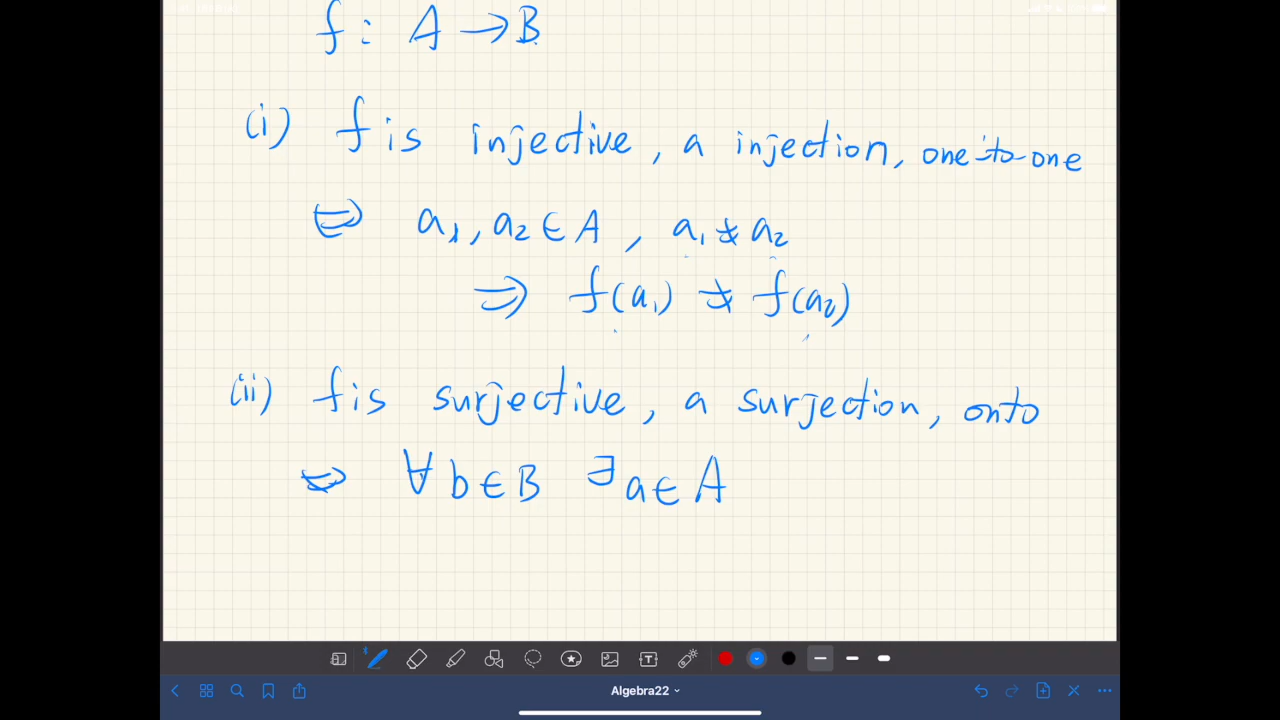 f : A → B
(i) f is injective, a injection, one-to-one
⇔ a₁, a₂ ∈ A , a₁ ≠ a₂
⇒ f(a₁) ≠ f(a₂)
(ii) f is surjective, a surjection, onto
⇔ ∀ b ∈ B ∃ a ∈ A
Algebra22